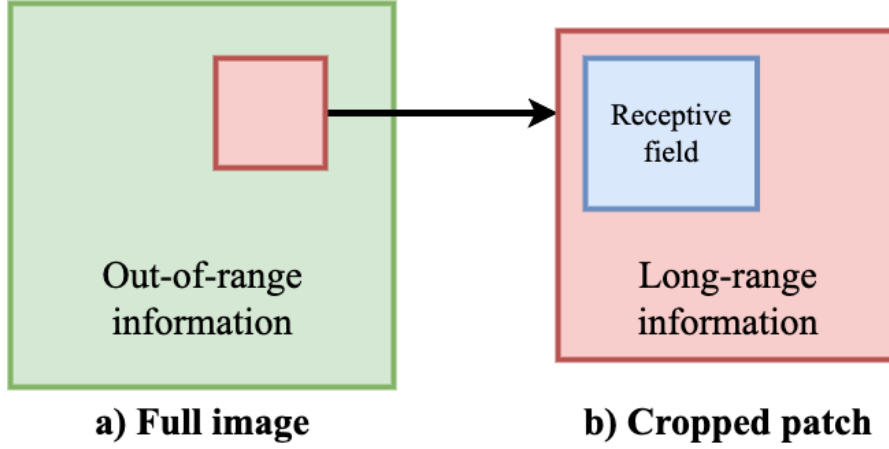 Receptive
field
Out-of-range
information
Long-range
information
a) Full image
b) Cropped patch